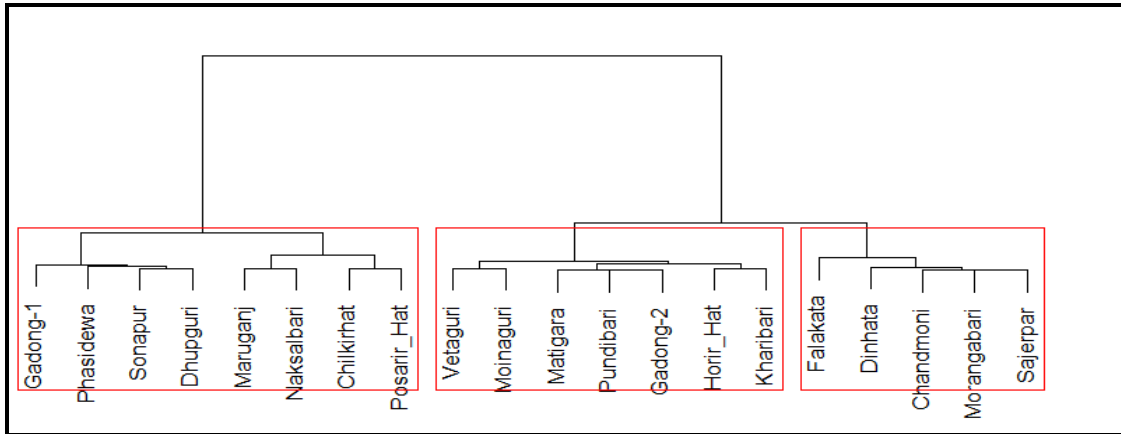 Gadong-1
Phasidewa
Sonapur
Dhupguri
Maruganj
Naksalbari
Chilkirhat
Posarir_Hat
Vetaguri
Moinaguri
Matigara
Pundibari
Gadong-2
Horir_Hat
Kharibari
Falakata
Dinhata
Chandmoni
Morangabari
Sajerpar